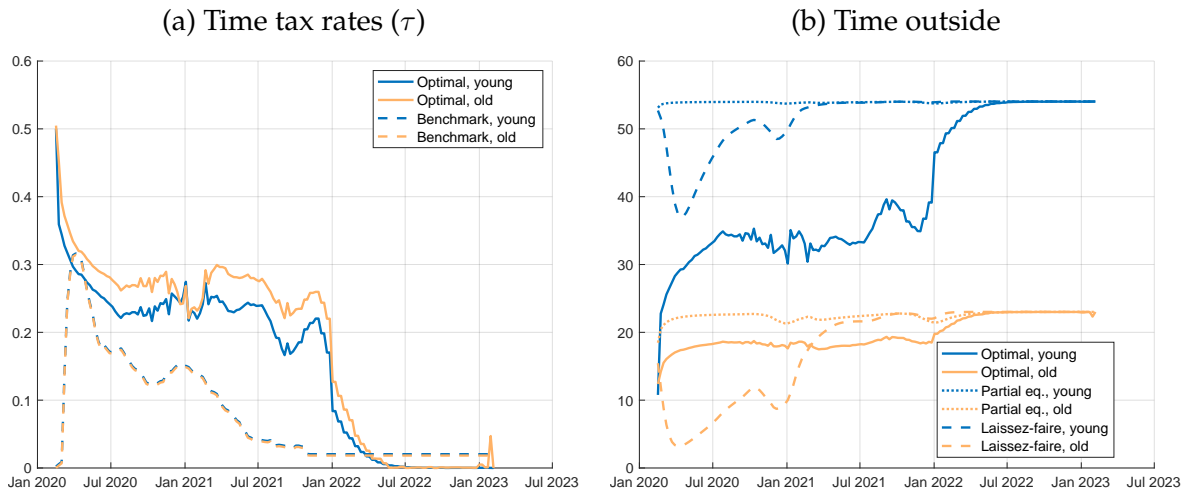 (a) Time tax rates (τ)
0.6
0.5
0.4
0.3
0.2
0.1
0
Jan 2020 Jul 2020 Jan 2021 Jul 2021 Jan 2022 Jul 2022 Jan 2023 Jul 2023
Optimal, young
Optimal, old
Benchmark, young
Benchmark, old
(b) Time outside
60
50
40
30
20
10
0
Jan 2020 Jul 2020 Jan 2021 Jul 2021 Jan 2022 Jul 2022 Jan 2023 Jul 2023
Optimal, young
Optimal, old
Partial eq., young
Partial eq., old
Laissez-faire, young
Laissez-faire, old